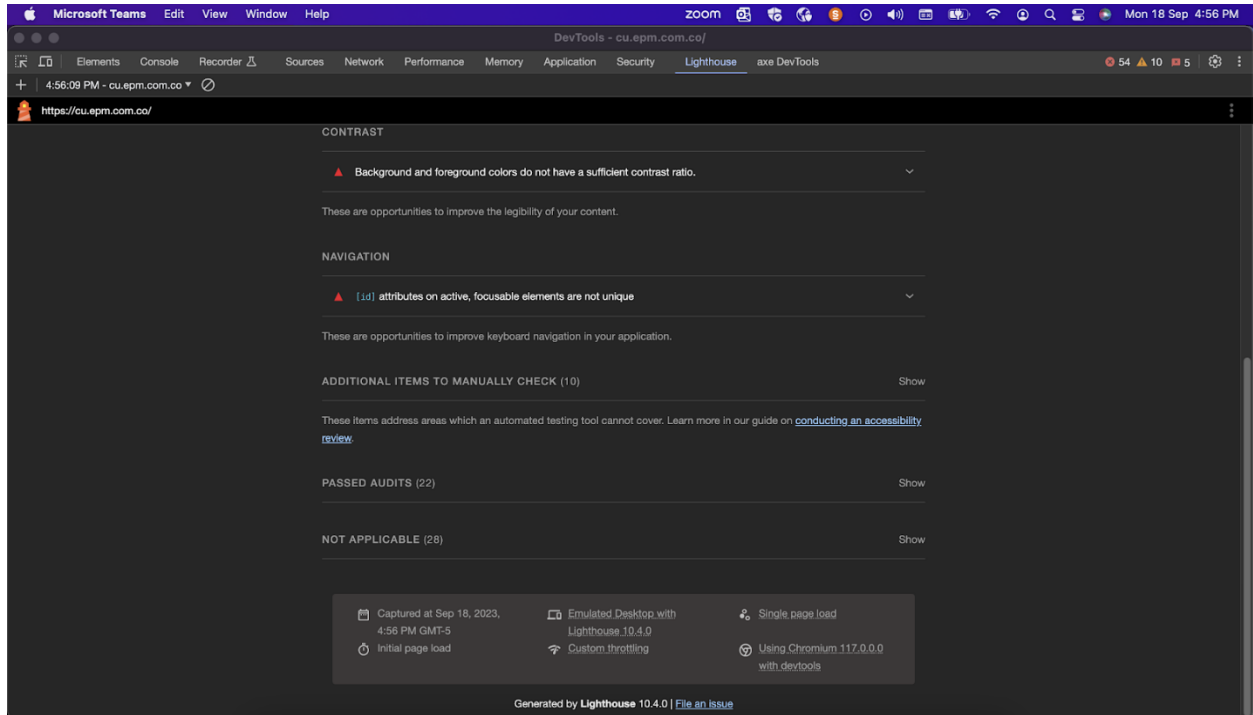 Microsoft Teams Edit View Window Help zoom Mon 18 Sep 4:56 PM
DevTools - cu.epm.com.co/
Elements Console Recorder Sources Network Performance Memory Application Security Lighthouse axe DevTools 54 10 5
4:56:09 PM - cu.epm.com.co
https://cu.epm.com.co/
CONTRAST
Background and foreground colors do not have a sufficient contrast ratio.
These are opportunities to improve the legibility of your content.
NAVIGATION
[id] attributes on active, focusable elements are not unique
These are opportunities to improve keyboard navigation in your application.
ADDITIONAL ITEMS TO MANUALLY CHECK (10) Show
These items address areas which an automated testing tool cannot cover. Learn more in our guide on conducting an accessibility
review.
PASSED AUDITS (22) Show
NOT APPLICABLE (28) Show
Captured at Sep 18, 2023,
4:56 PM GMT-5
Initial page load
Emulated Desktop with
Lighthouse 10.4.0
Custom throttling
Single page load
Using Chromium 117.0.0.0
with devtools
Generated by Lighthouse 10.4.0 | File an issue